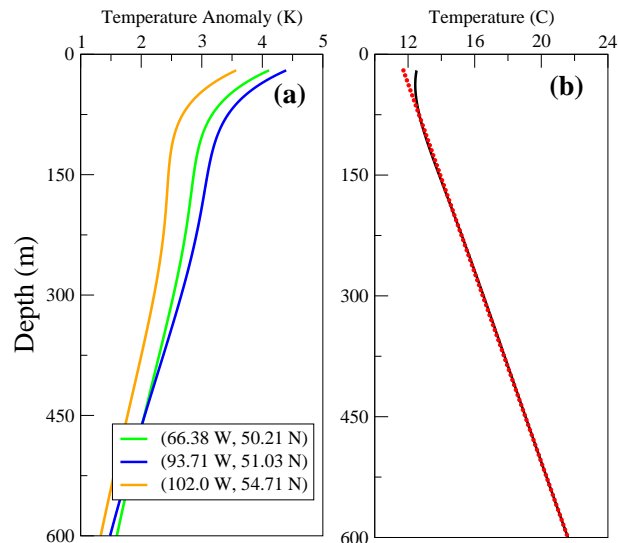 Temperature Anomaly (K)
1 2 3 4 5
0
150
300
450
600
Depth (m)
(a)
(66.38 W, 50.21 N)
(93.71 W, 51.03 N)
(102.0 W, 54.71 N)
Temperature (C)
12 16 20 24
0
150
300
450
600
(b)